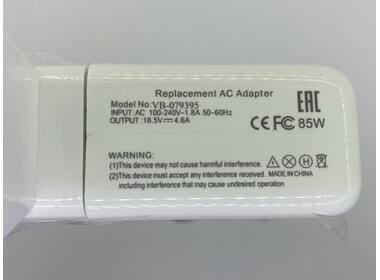 Replacement AC Adapter
Model No:VB-079395
INPUT:AC 100-240V~1.8A 50-60Hz
OUTPUT:18.5V⎓4.6A
EAC
CE FC 85W
WARNING:
(1)This device may not cause harmful interference.
(2)This device must accept any interference received. MADE IN CHINA
including interference that may cause undesired operation